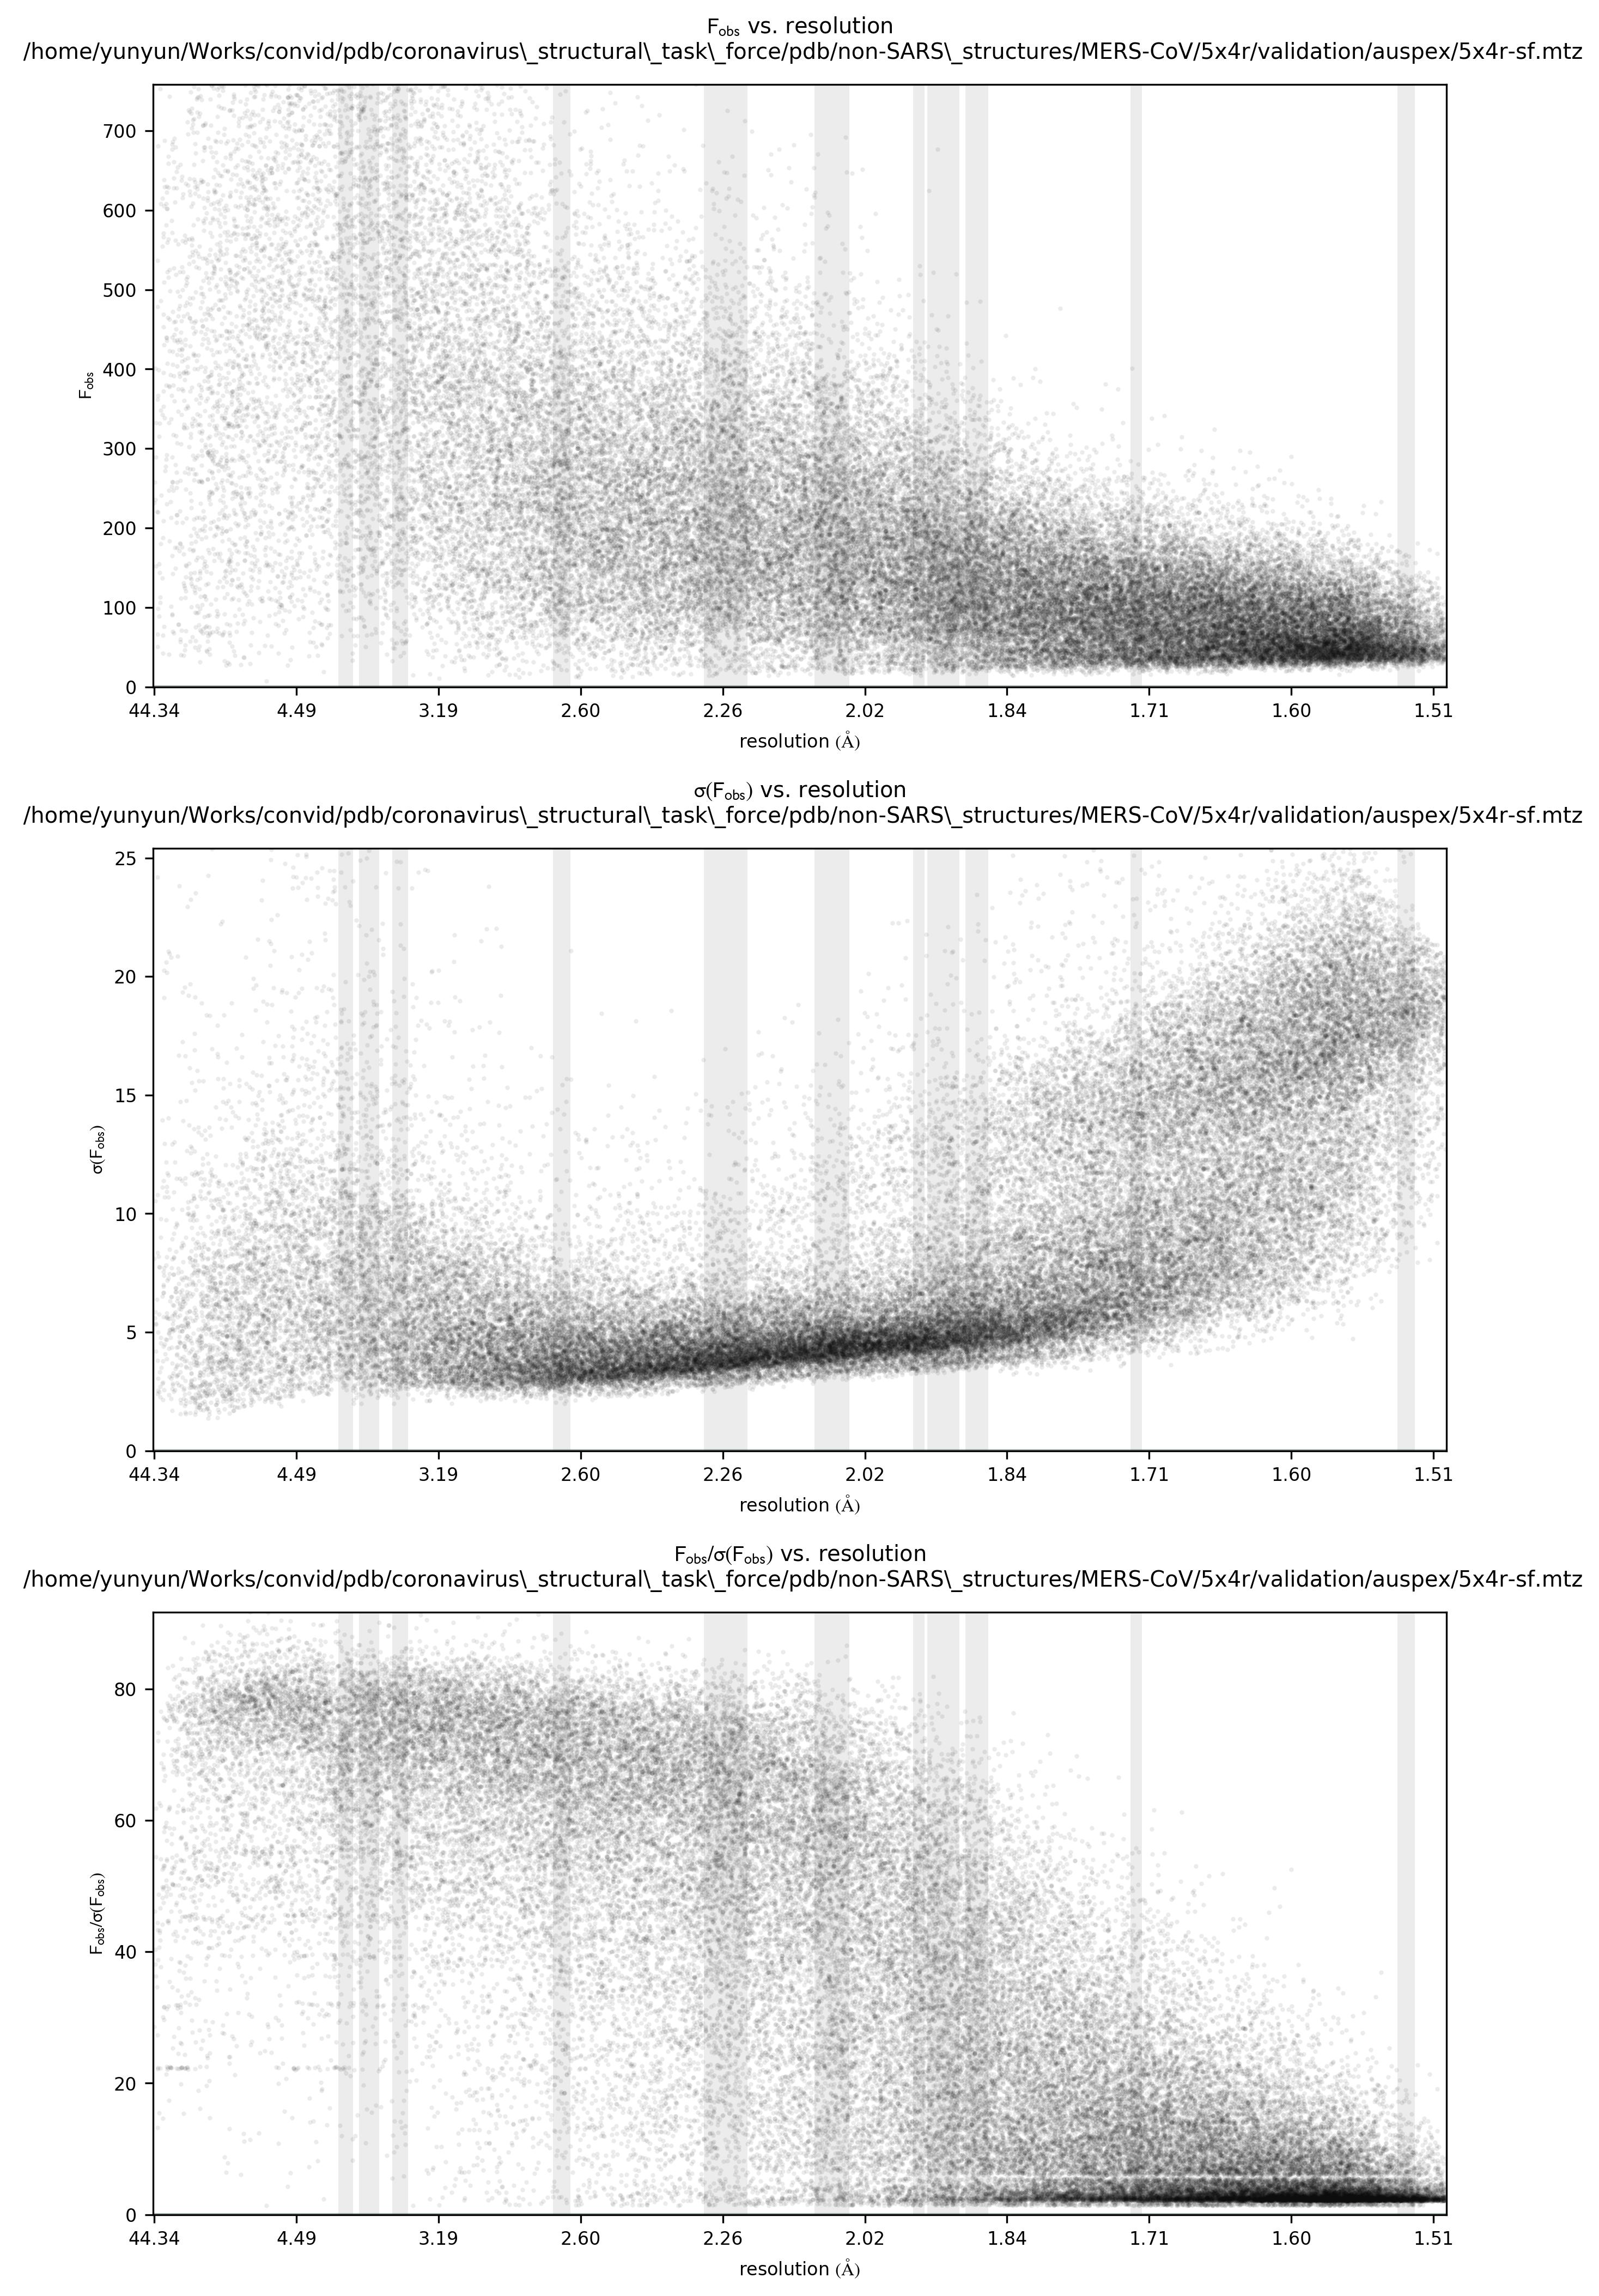 Fobs vs. resolution
/home/yunyun/Works/convid/pdb/coronavirus\_structural\_task\_force/pdb/non-SARS\_structures/MERS-CoV/5x4r/validation/auspex/5x4r-sf.mtz
700
600
500
400
300
200
100
0
Fobs
44.34 4.49 3.19 2.60 2.26 2.02 1.84 1.71 1.60 1.51
resolution (Å)
σ(Fobs) vs. resolution
/home/yunyun/Works/convid/pdb/coronavirus\_structural\_task\_force/pdb/non-SARS\_structures/MERS-CoV/5x4r/validation/auspex/5x4r-sf.mtz
25
20
15
10
5
0
σ(Fobs)
44.34 4.49 3.19 2.60 2.26 2.02 1.84 1.71 1.60 1.51
resolution (Å)
Fobs/σ(Fobs) vs. resolution
/home/yunyun/Works/convid/pdb/coronavirus\_structural\_task\_force/pdb/non-SARS\_structures/MERS-CoV/5x4r/validation/auspex/5x4r-sf.mtz
80
60
40
20
0
Fobs/σ(Fobs)
44.34 4.49 3.19 2.60 2.26 2.02 1.84 1.71 1.60 1.51
resolution (Å)